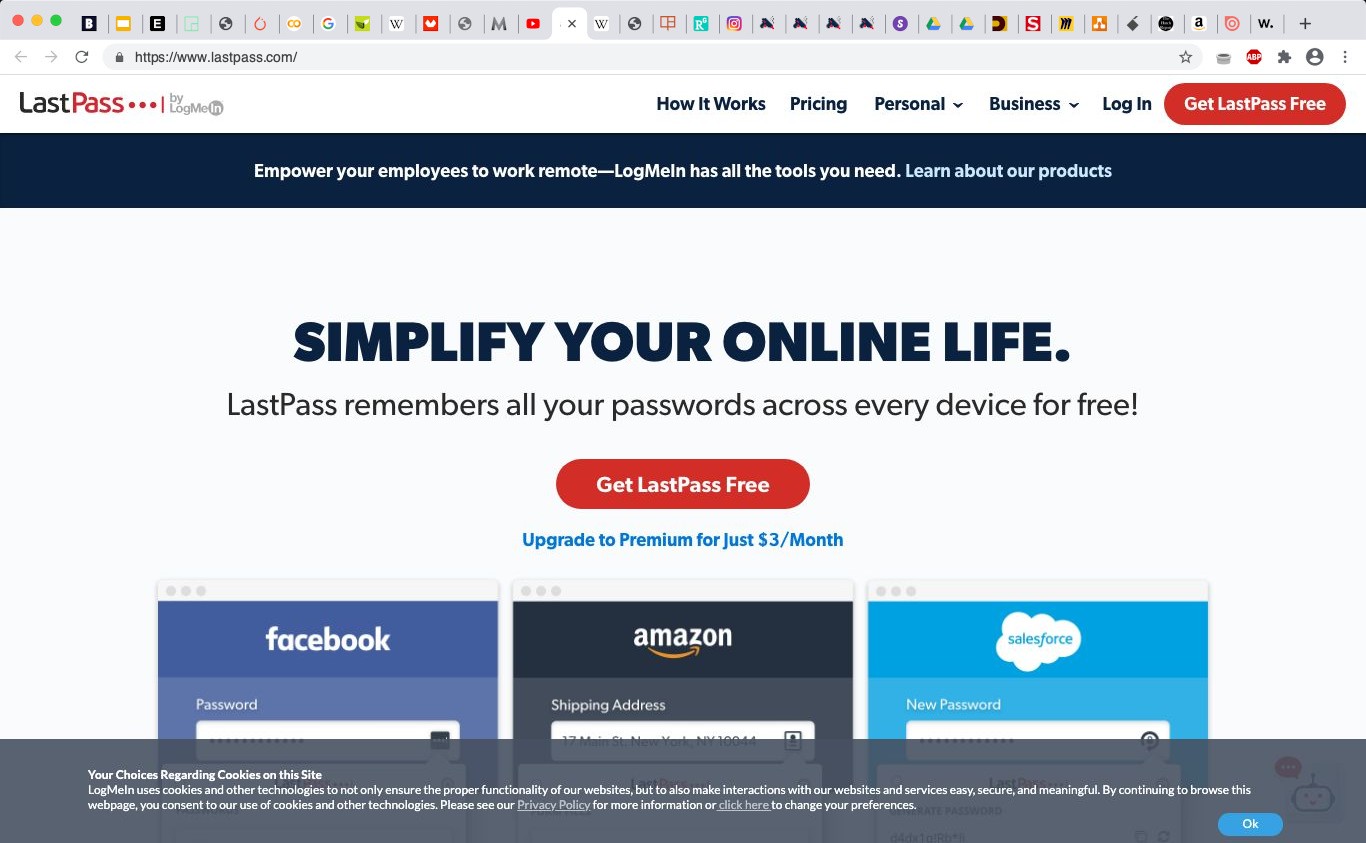 https://www.lastpass.com/
LastPass by LogMeIn
How It Works Pricing Personal Business Log In Get LastPass Free
Empower your employees to work remote—LogMeIn has all the tools you need. Learn about our products
SIMPLIFY YOUR ONLINE LIFE.
LastPass remembers all your passwords across every device for free!
Get LastPass Free
Upgrade to Premium for Just $3/Month
facebook
amazon
salesforce
Password
Shipping Address
New Password
17 Main St. New York, NY 10044
Your Choices Regarding Cookies on this Site
LogMeIn uses cookies and other technologies to not only ensure the proper functionality of our websites, but to also make interactions with our websites and services easy, secure, and meaningful. By continuing to browse this
webpage, you consent to our use of cookies and other technologies. Please see our Privacy Policy for more information or click here to change your preferences.
GENERATE PASSWORD
Ok